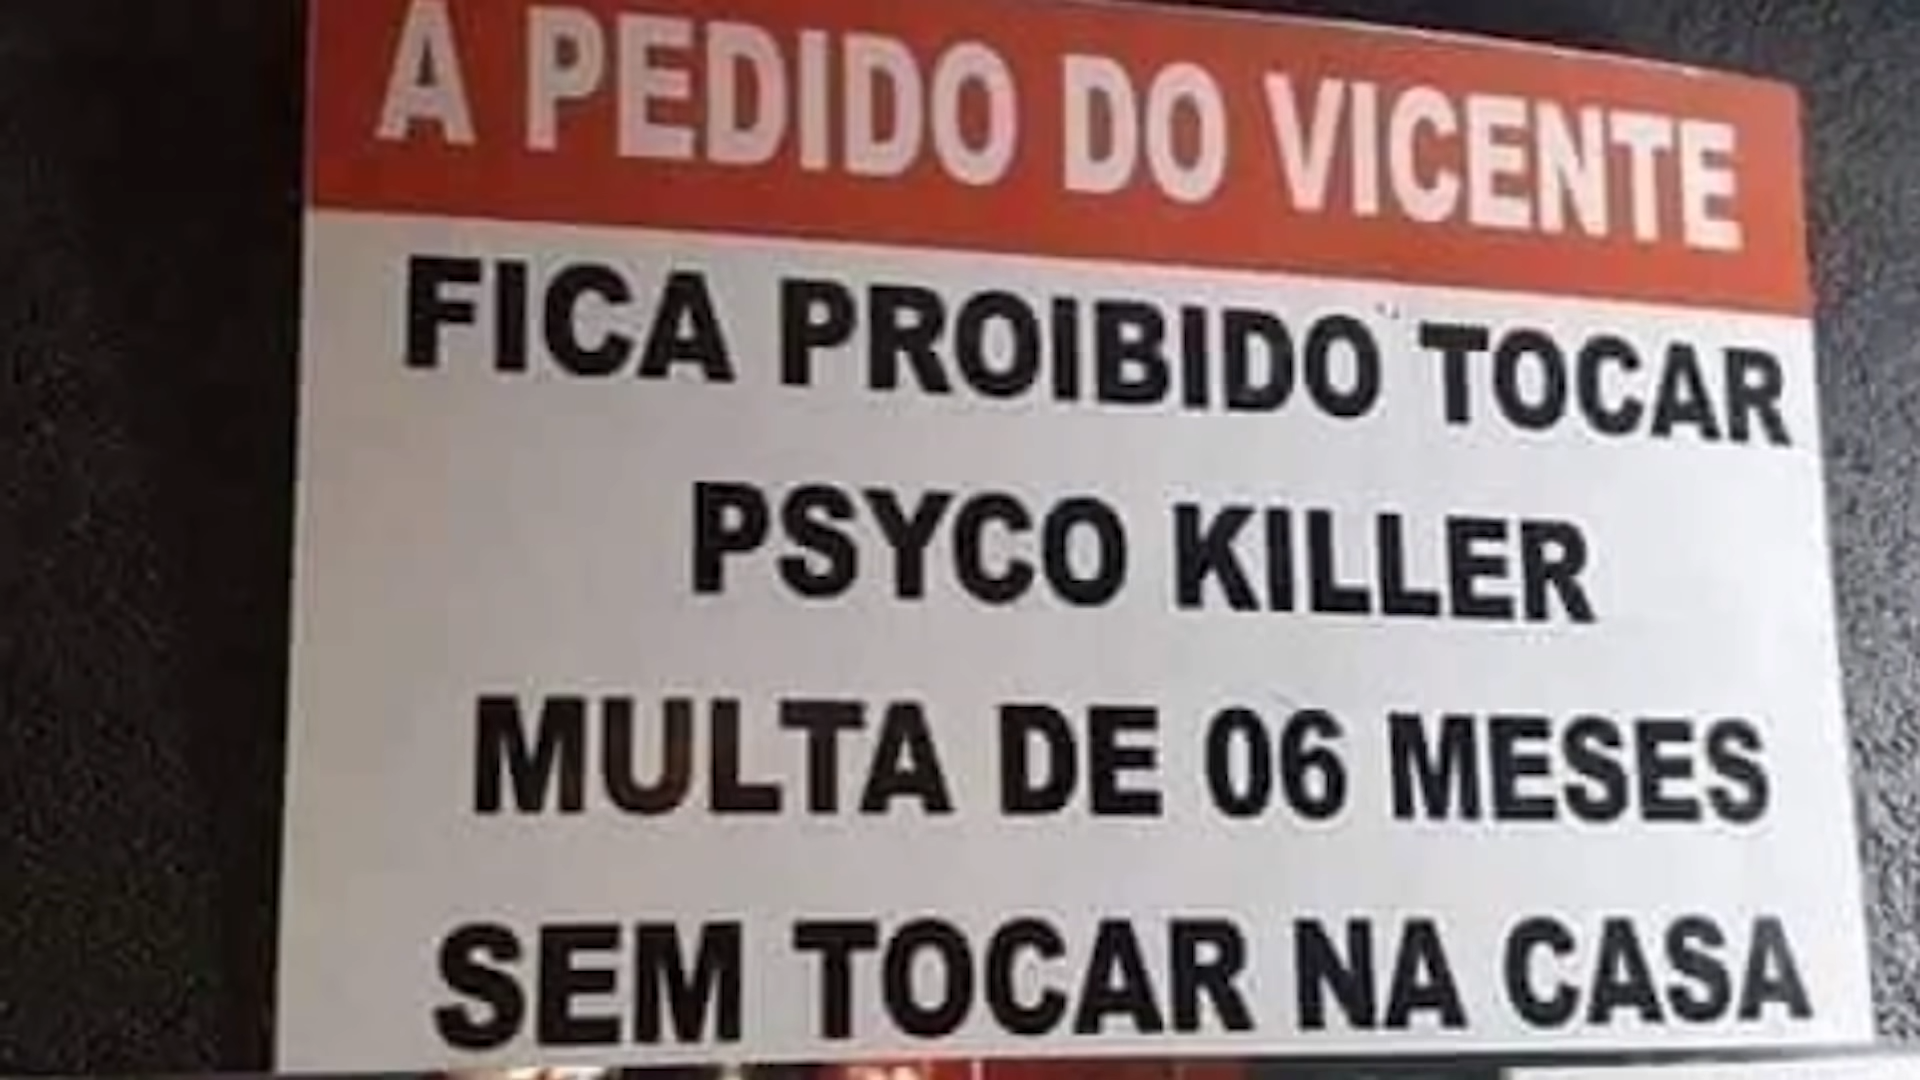 A PEDIDO DO VICENTE
FICA PROIBIDO TOCAR
PSYCO KILLER
MULTA DE 06 MESES
SEM TOCAR NA CASA